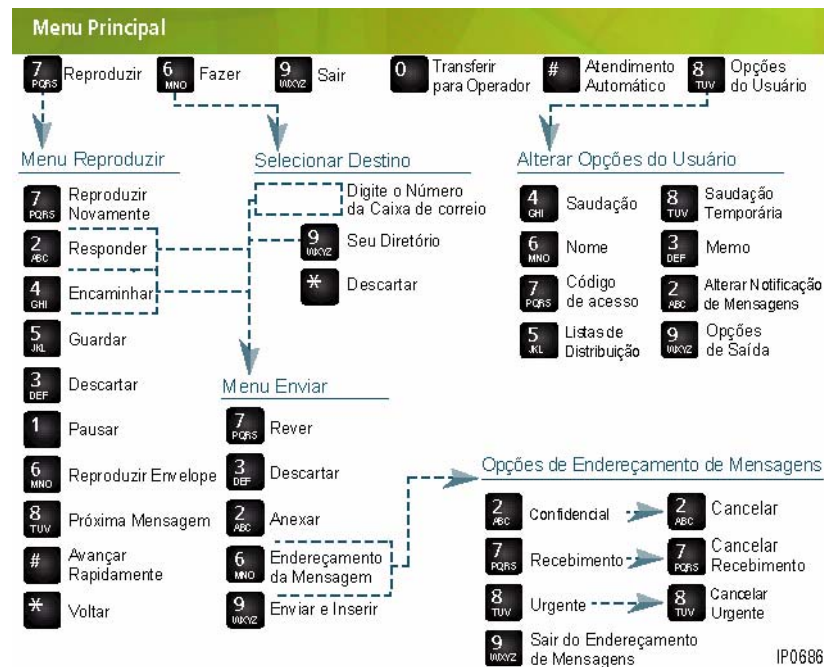 Menu Principal
7 PQRS Reproduzir
6 MNO Fazer
9 WXYZ Sair
0 Transferir
para Operador
# Atendimento
Automático
8 TUV Opções
do Usuário
Menu Reproduzir
7 PQRS Reproduzir
Novamente
2 ABC Responder
4 GHI Encaminhar
5 JKL Guardar
3 DEF Descartar
1 Pausar
6 MNO Reproduzir Envelope
8 TUV Próxima Mensagem
# Avançar
Rapidamente
* Voltar
Selecionar Destino
Digite o Número
da Caixa de correio
9 WXYZ Seu Diretório
* Descartar
Menu Enviar
7 PQRS Rever
3 DEF Descartar
2 ABC Anexar
6 MNO Endereçamento
da Mensagem
9 WXYZ Enviar e Inserir
Alterar Opções do Usuário
4 GHI Saudação
8 TUV Saudação
Temporária
6 MNO Nome
3 DEF Memo
7 PQRS Código
de acesso
2 ABC Alterar Notificação
de Mensagens
5 JKL Listas de
Distribuição
9 WXYZ Opções
de Saída
Opções de Endereçamento de Mensagens
2 ABC Confidencial
2 ABC Cancelar
7 PQRS Recebimento
7 PQRS Cancelar
Recebimento
8 TUV Urgente
8 TUV Cancelar
Urgente
9 WXYZ Sair do Endereçamento
de Mensagens
IP0686